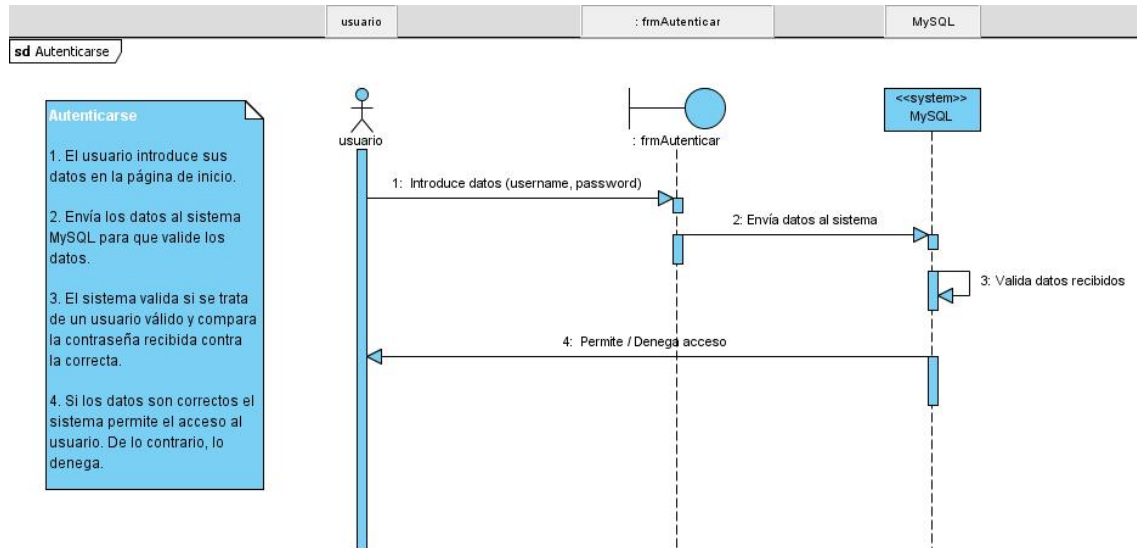 usuario
: frmAutenticar
MySQL
sd Autenticarse
Autenticarse
1. El usuario introduce sus
datos en la página de inicio.
2. Envía los datos al sistema
MySQL para que valide los
datos.
3. El sistema valida si se trata
de un usuario válido y compara
la contraseña recibida contra
la correcta.
4. Si los datos son correctos el
sistema permite el acceso al
usuario. De lo contrario, lo
denega.
usuario
: frmAutenticar
<<system>>
MySQL
1: Introduce datos (username, password)
2: Envía datos al sistema
3: Valida datos recibidos
4: Permite / Denega acceso